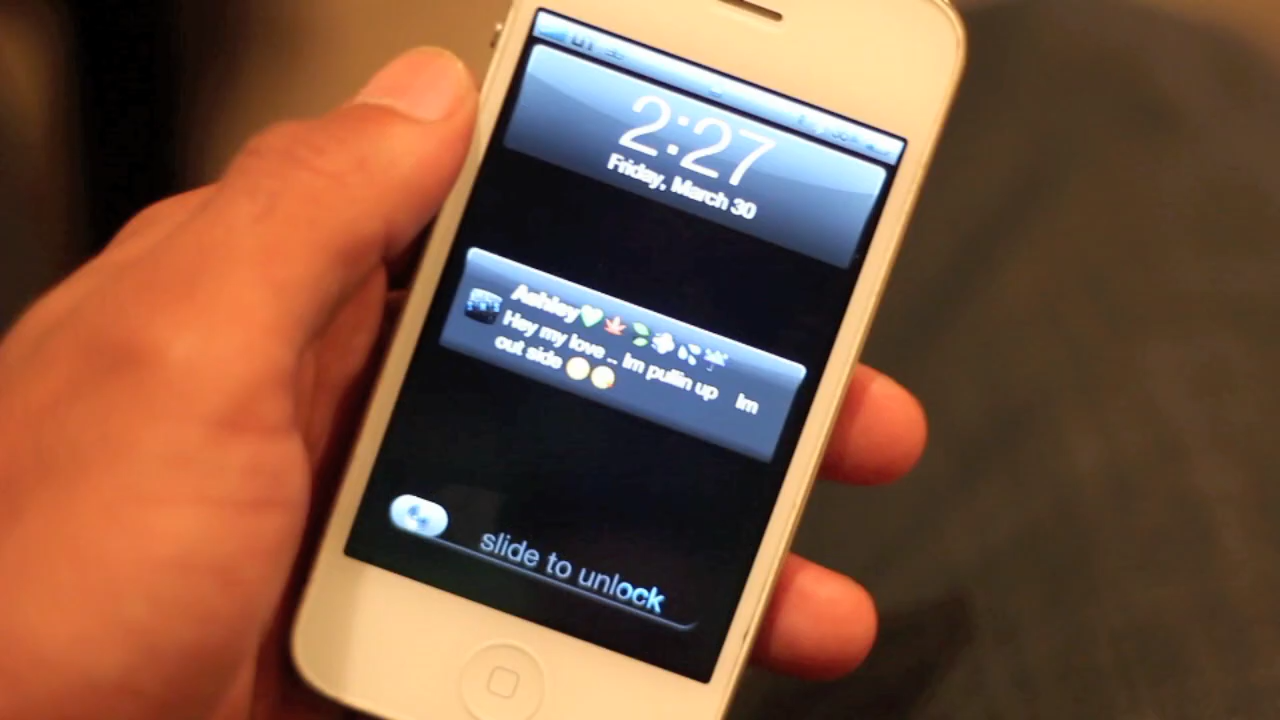 2:27
Friday, March 30
Ashley💚🍁🍃💨💦🌴
Hey my love .. Im pullin up Im
out side
slide to unlock